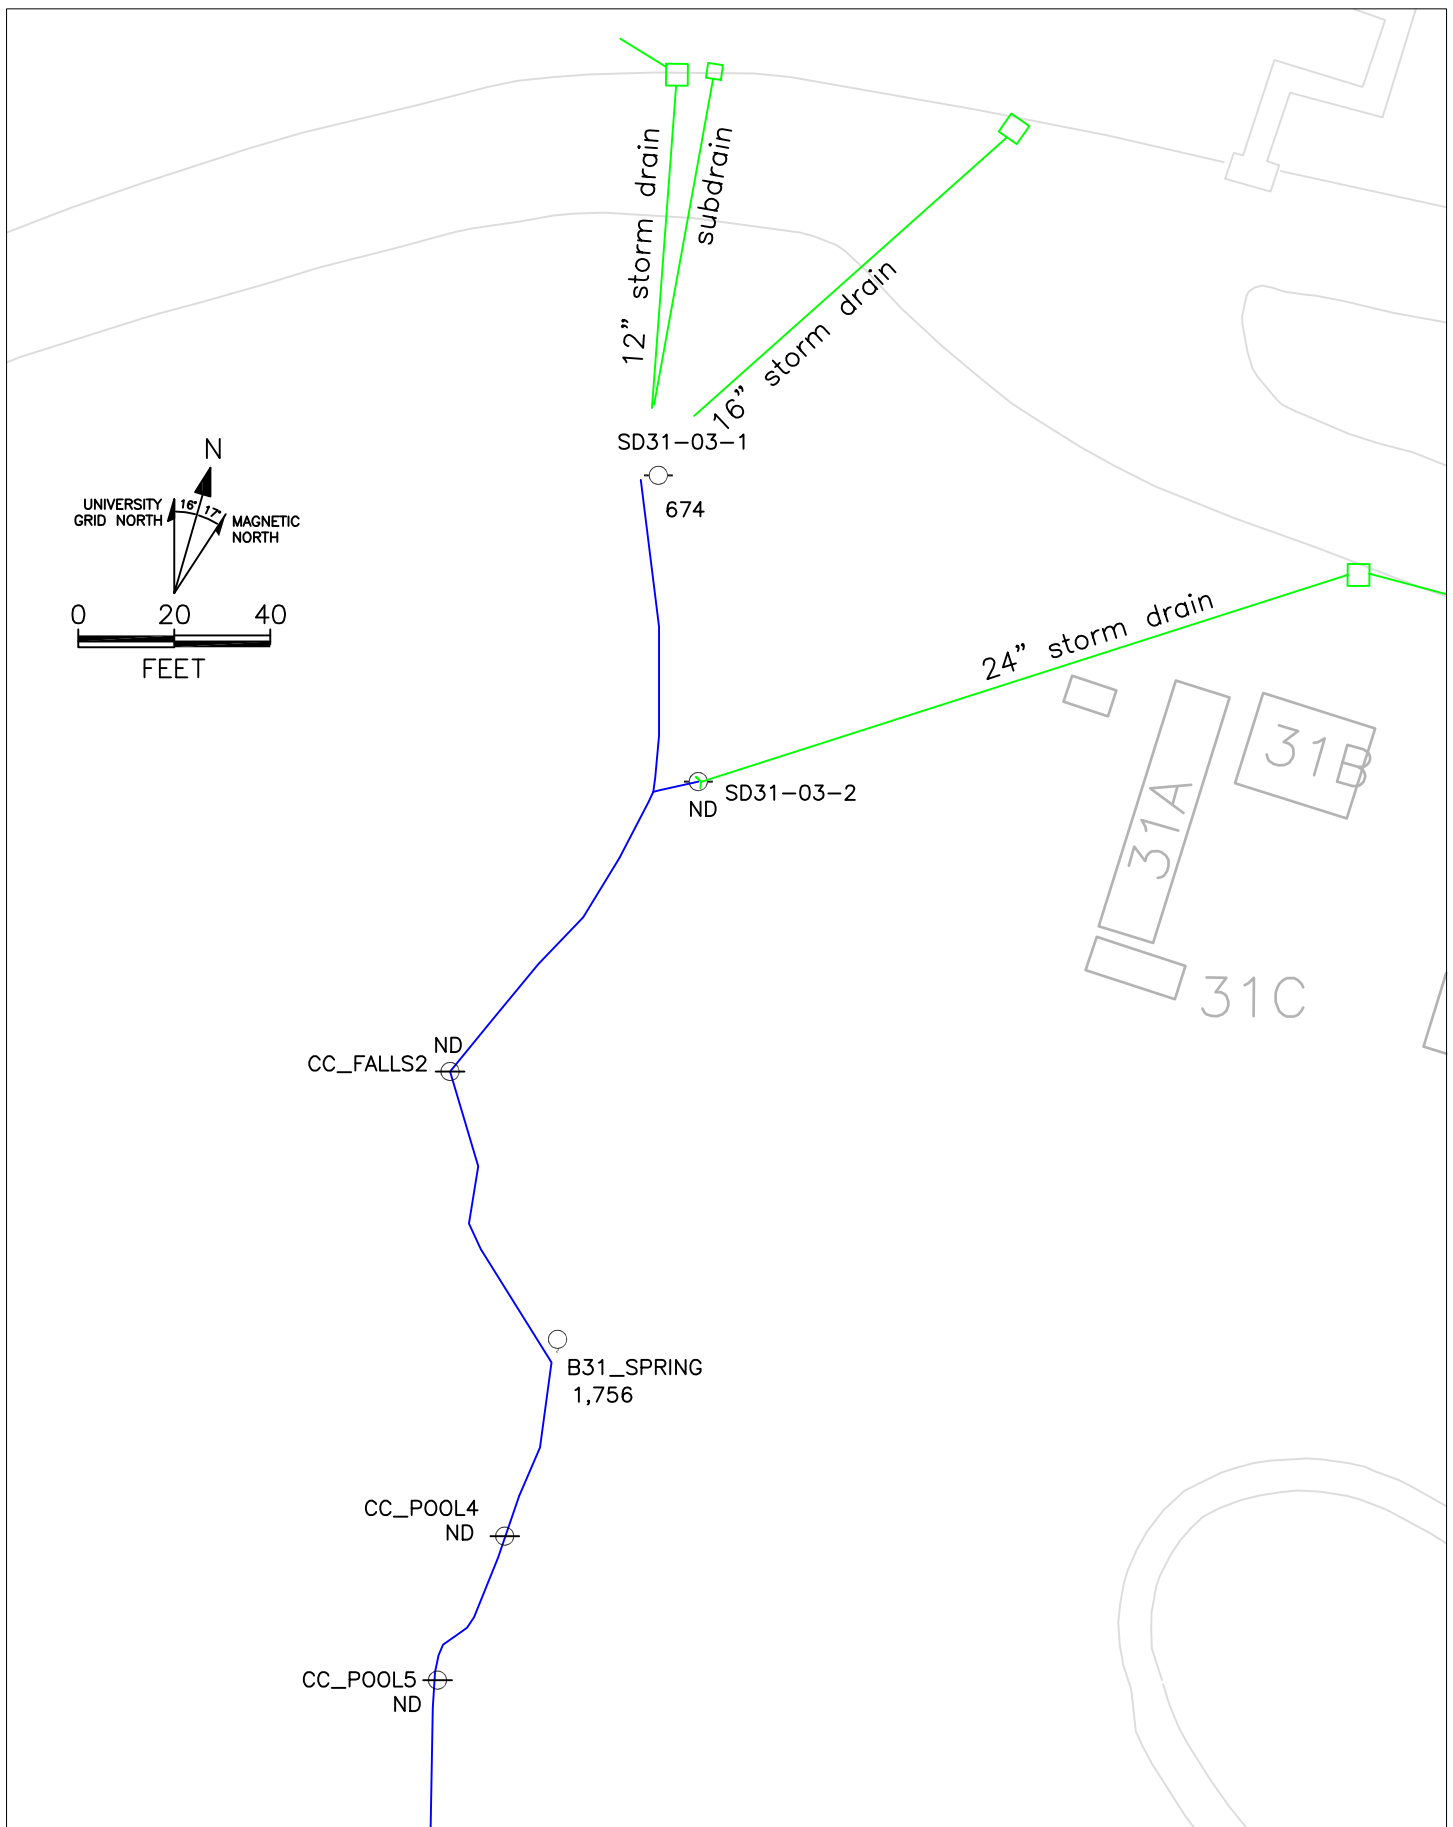 12” storm drain
subdrain
16” storm drain
SD31-03-1
674
N
UNIVERSITY
GRID NORTH
16°
17°
MAGNETIC
NORTH
0 20 40
FEET
24” storm drain
SD31-03-2
ND
31B
31A
31C
ND
CC_FALLS2
B31_SPRING
1,756
CC_POOL4
ND
CC_POOL5
ND